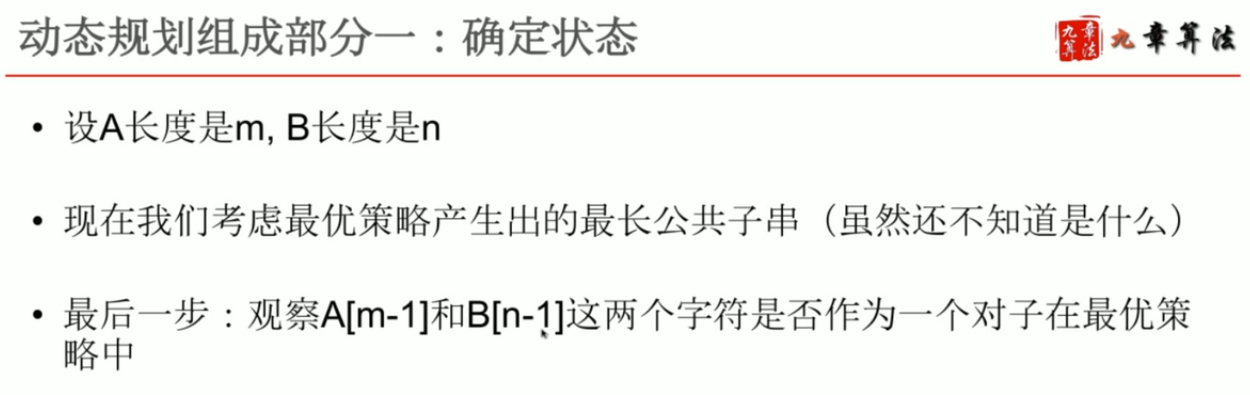 动态规划组成部分一：确定状态
九章算法
九章算法
• 设A长度是m, B长度是n
• 现在我们考虑最优策略产生出的最长公共子串（虽然还不知道是什么）
• 最后一步：观察A[m-1]和B[n-1]这两个字符是否作为一个对子在最优策
略中